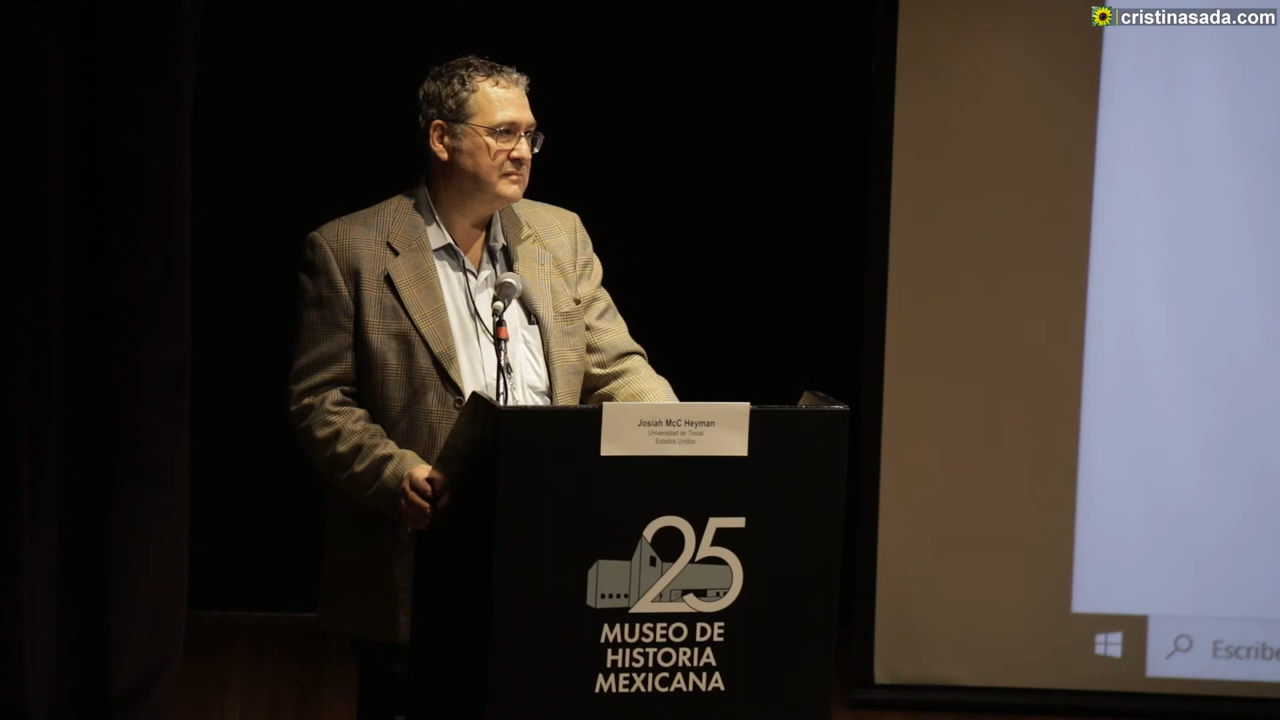 cristinasada.com
Josiah McC Heyman
Universidad de Texas
Estados Unidos
25
MUSEO DE
HISTORIA
MEXICANA
Escribe